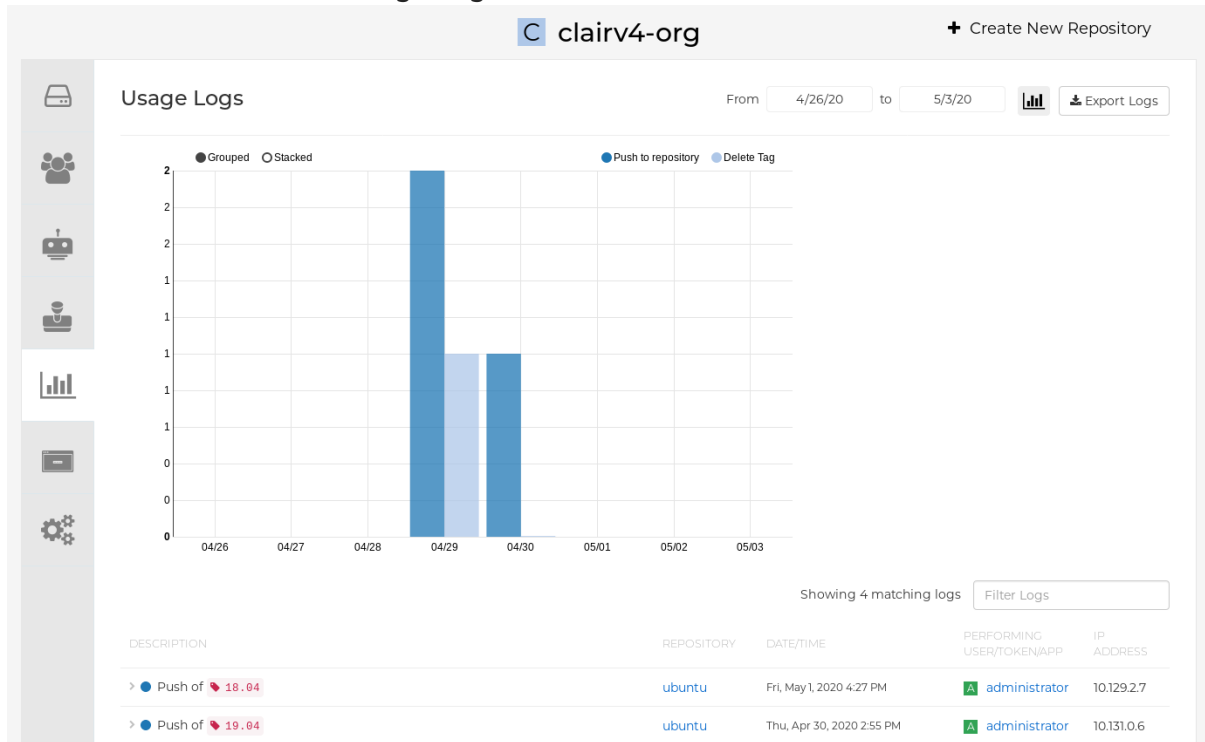 C clairv4-org
+ Create New Repository
Usage Logs
From 4/26/20 to 5/3/20
Export Logs
Grouped Stacked
Push to repository Delete Tag
2
2
2
1
1
1
1
1
0
0
0
04/26 04/27 04/28 04/29 04/30 05/01 05/02 05/03
Showing 4 matching logs Filter Logs
DESCRIPTION REPOSITORY DATE/TIME PERFORMING USER/TOKEN/APP IP ADDRESS
Push of 18.04 ubuntu Fri, May 1, 2020 4:27 PM A administrator 10.129.2.7
Push of 19.04 ubuntu Thu, Apr 30, 2020 2:55 PM A administrator 10.131.0.6